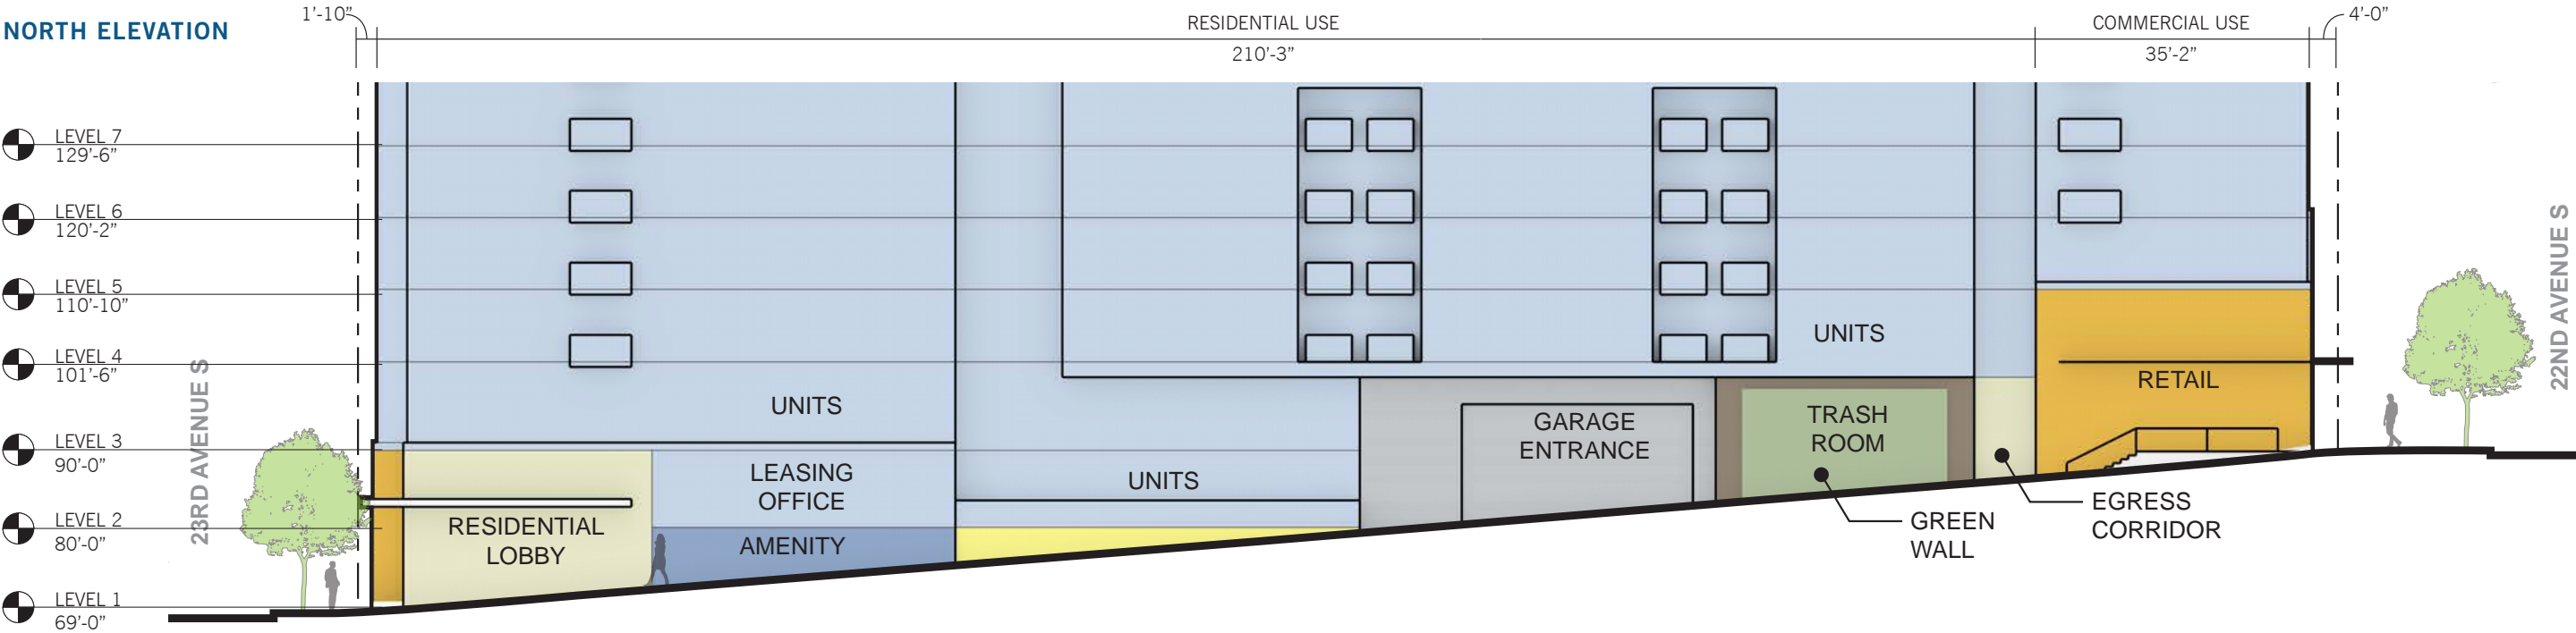 NORTH ELEVATION
1’-10”
RESIDENTIAL USE
210’-3”
COMMERCIAL USE
35’-2”
4’-0”
LEVEL 7
129’-6”
LEVEL 6
120’-2”
LEVEL 5
110’-10”
LEVEL 4
101’-6”
LEVEL 3
90’-0”
LEVEL 2
80’-0”
LEVEL 1
69’-0”
23RD AVENUE S
UNITS
LEASING
OFFICE
RESIDENTIAL
LOBBY
AMENITY
UNITS
GARAGE
ENTRANCE
UNITS
TRASH
ROOM
GREEN
WALL
EGRESS
CORRIDOR
RETAIL
22ND AVENUE S